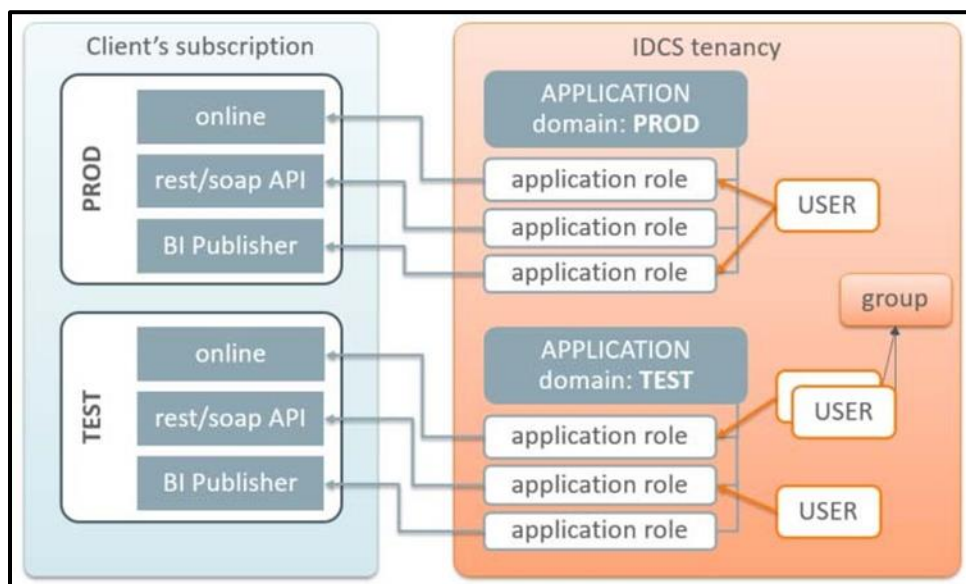 Client's subscription
PROD
online
rest/soap API
BI Publisher
TEST
online
rest/soap API
BI Publisher
IDCS tenancy
APPLICATION
domain: PROD
application role
application role
application role
USER
group
APPLICATION
domain: TEST
application role
application role
application role
USER
USER